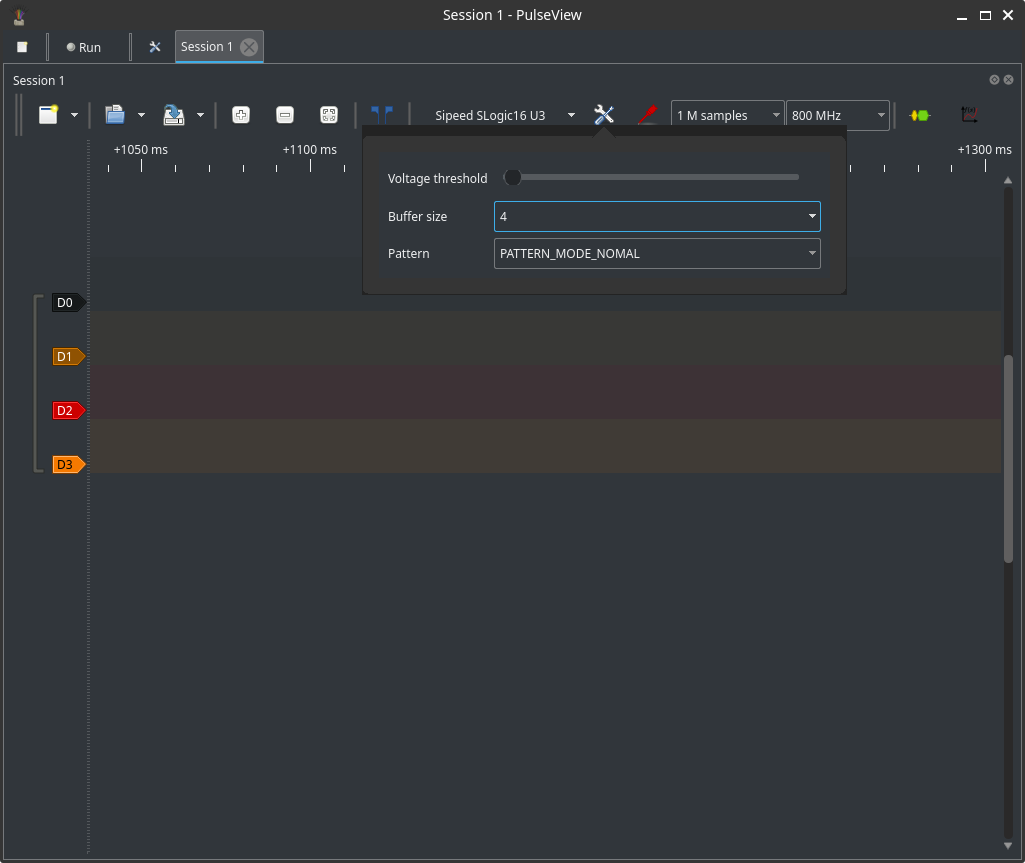 Session 1 - PulseView
Run
Session 1
Session 1
Sipeed SLogic16 U3
1 M samples
800 MHz
+1050 ms
+1100 ms
+1300 ms
Voltage threshold
Buffer size
4
Pattern
PATTERN_MODE_NOMAL
D0
D1
D2
D3